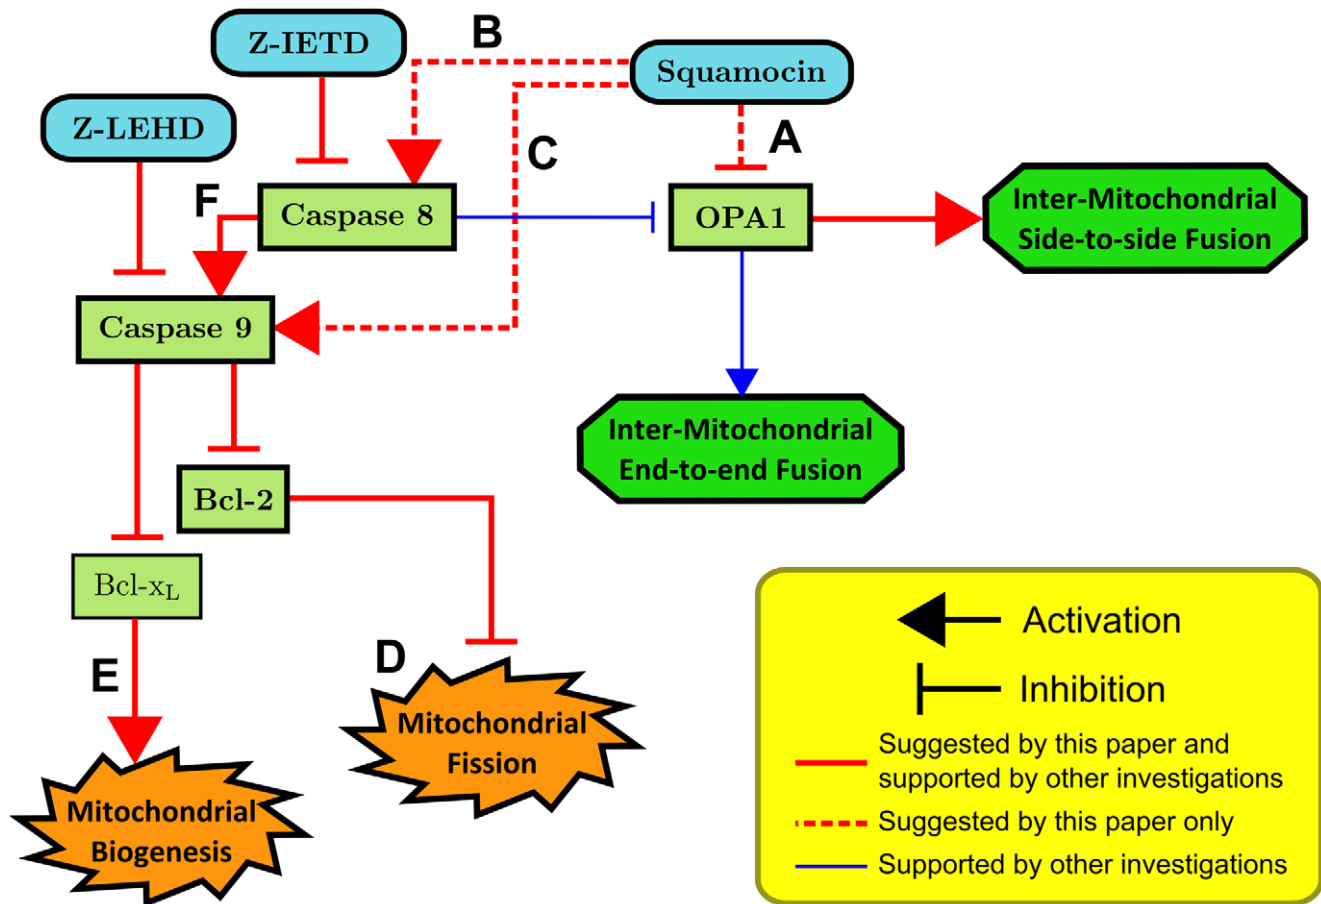 Z-IETD
B
Squamocin
Z-LEHD
C
A
F
Caspase 8
OPA1
Inter-Mitochondrial
Side-to-side Fusion
Caspase 9
Inter-Mitochondrial
End-to-end Fusion
Bcl-2
Bcl-x_L
E
D
Mitochondrial
Fission
Mitochondrial
Biogenesis
Activation
Inhibition
Suggested by this paper and
supported by other investigations
Suggested by this paper only
Supported by other investigations